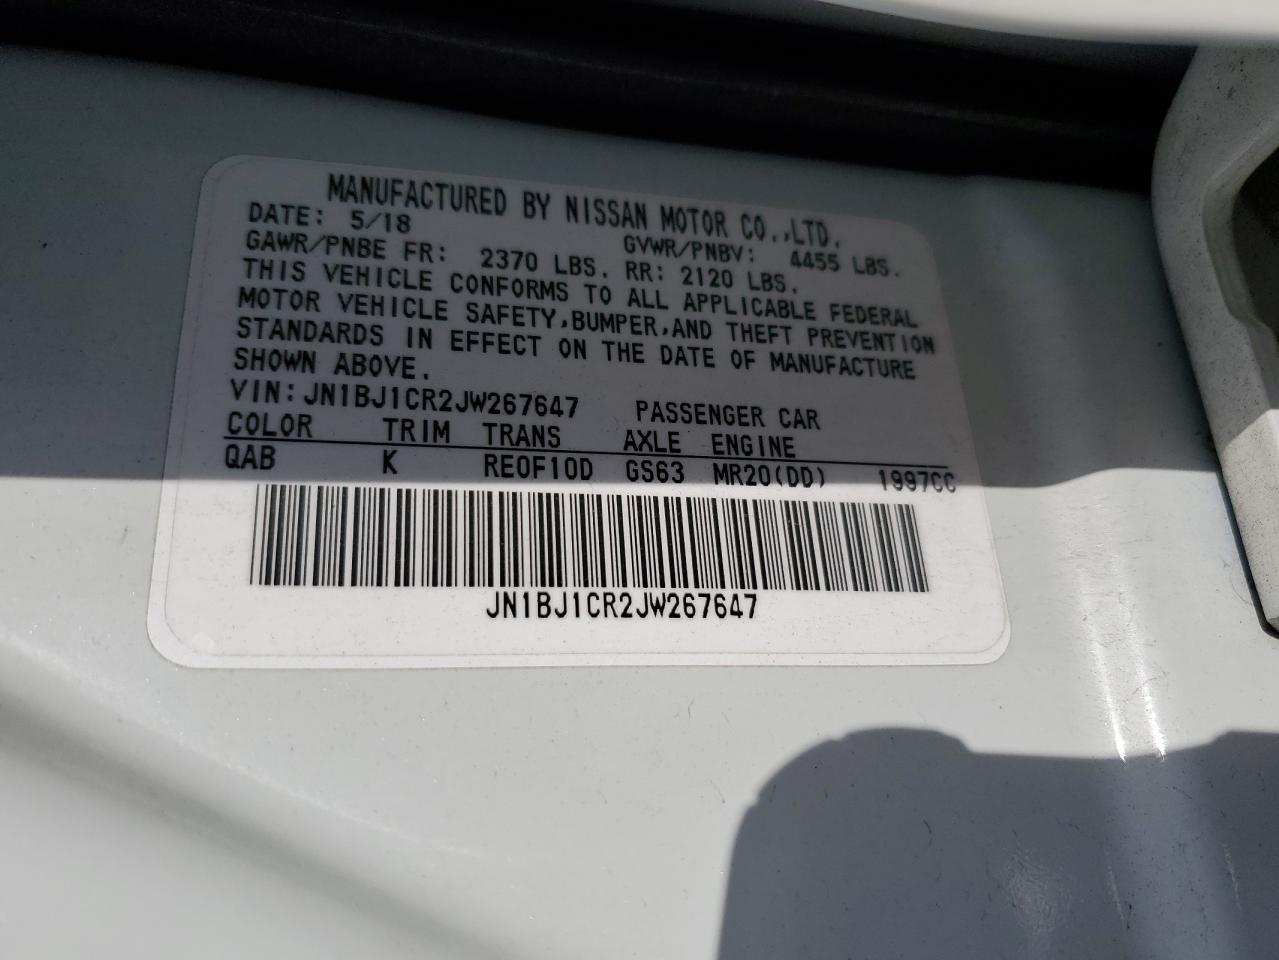 MANUFACTURED BY NISSAN MOTOR CO.,LTD.
DATE: 5/18 GVWR/PNBV: 4455 LBS.
GAWR/PNBE FR: 2370 LBS. RR: 2120 LBS.
THIS VEHICLE CONFORMS TO ALL APPLICABLE FEDERAL
MOTOR VEHICLE SAFETY,BUMPER,AND THEFT PREVENTION
STANDARDS IN EFFECT ON THE DATE OF MANUFACTURE
SHOWN ABOVE.
VIN:JN1BJ1CR2JW267647 PASSENGER CAR
COLOR TRIM TRANS AXLE ENGINE
QAB K RE0F10D GS63 MR20(DD) 1997CC
JN1BJ1CR2JW267647